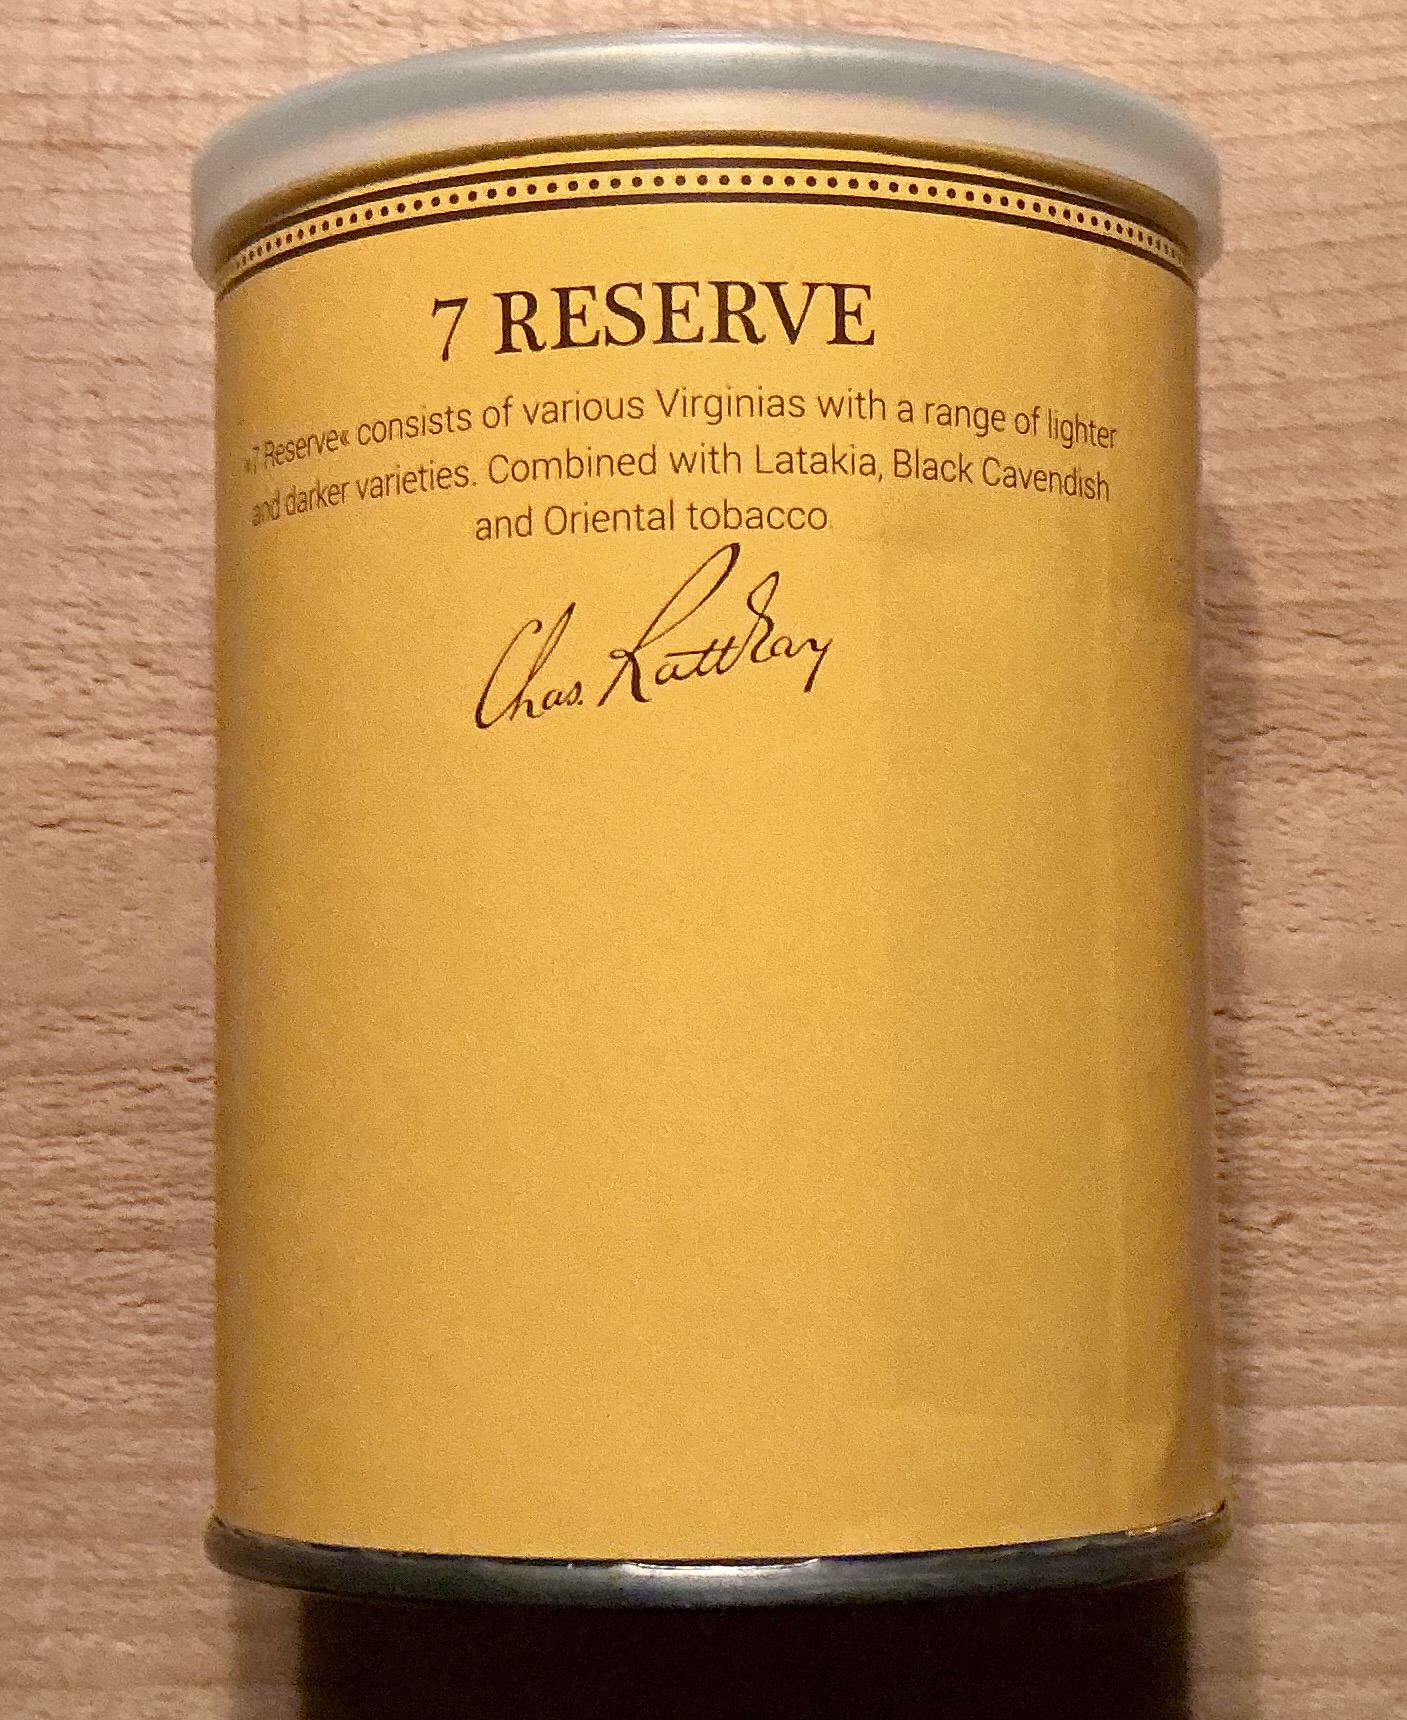 7 RESERVE
»7 Reserve« consists of various Virginias with a range of lighter
and darker varieties. Combined with Latakia, Black Cavendish
and Oriental tobacco.
Chas. Rattray